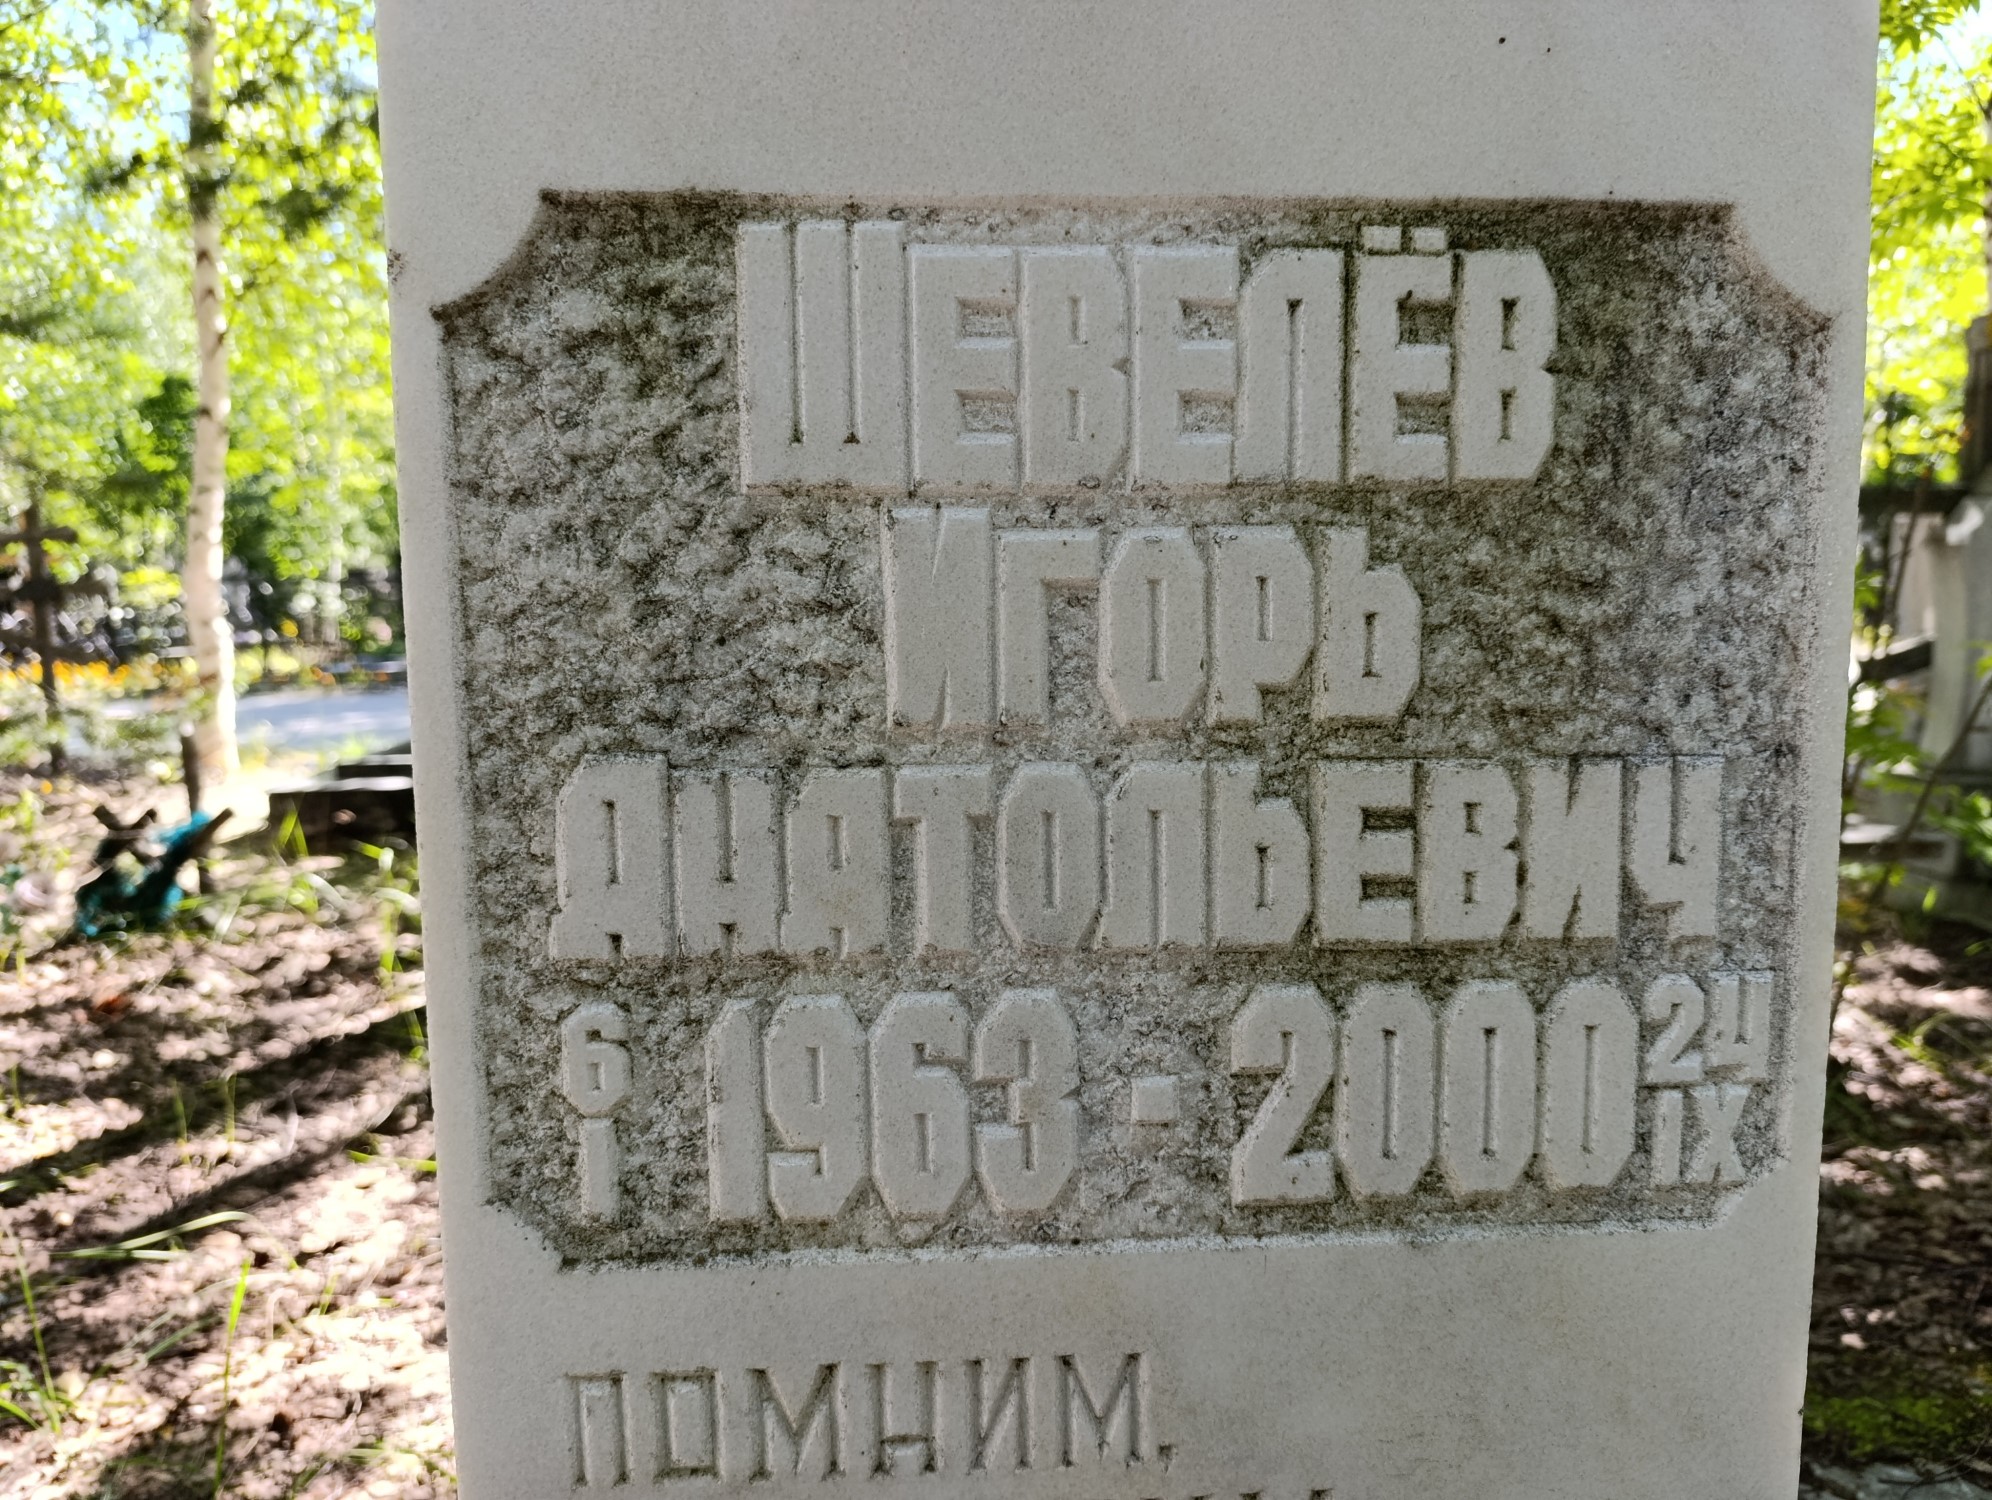 ШЕВЕЛЁВ
ИГОРЬ
АНАТОЛЬЕВИЧ
6 1963 - 2000 24
I IX
ПОМНИМ,